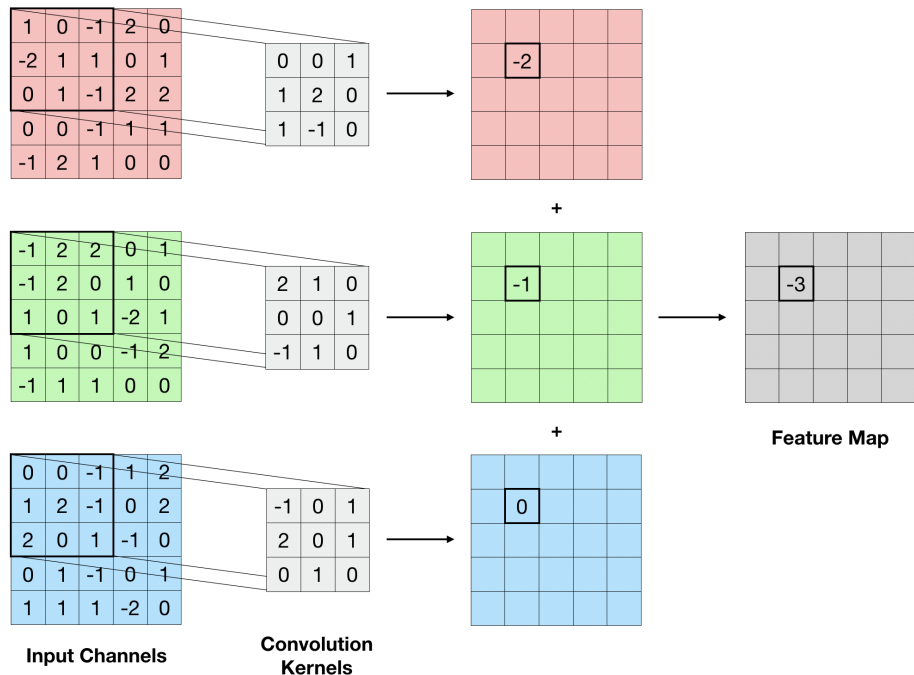 1 0 -1 2 0
-2 1 1 0 1
0 1 -1 2 2
0 0 -1 1 1
-1 2 1 0 0
0 0 1
1 2 0
1 -1 0
-2
+
-1 2 2 0 1
-1 2 0 1 0
1 0 1 -2 1
1 0 0 -1 2
-1 1 1 0 0
2 1 0
0 0 1
-1 1 0
-1
-3
+
Feature Map
0 0 -1 1 2
1 2 -1 0 2
2 0 1 -1 0
0 1 -1 0 1
1 1 1 -2 0
-1 0 1
2 0 1
0 1 0
0
Input Channels
Convolution
Kernels